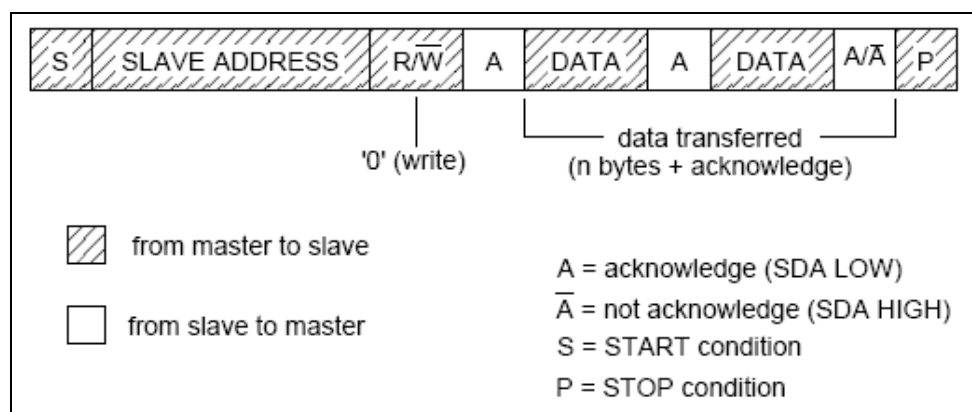 S SLAVE ADDRESS R/W̅ A DATA A DATA A/A̅ P
'0' (write)
data transferred
(n bytes + acknowledge)
from master to slave
from slave to master
A = acknowledge (SDA LOW)
A̅ = not acknowledge (SDA HIGH)
S = START condition
P = STOP condition